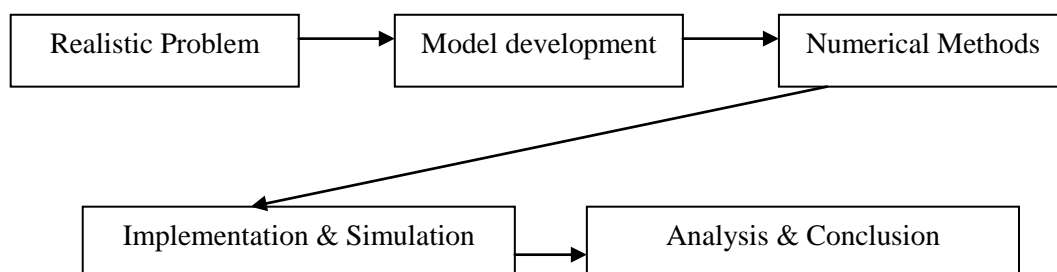 Realistic Problem
Model development
Numerical Methods
Implementation & Simulation
Analysis & Conclusion